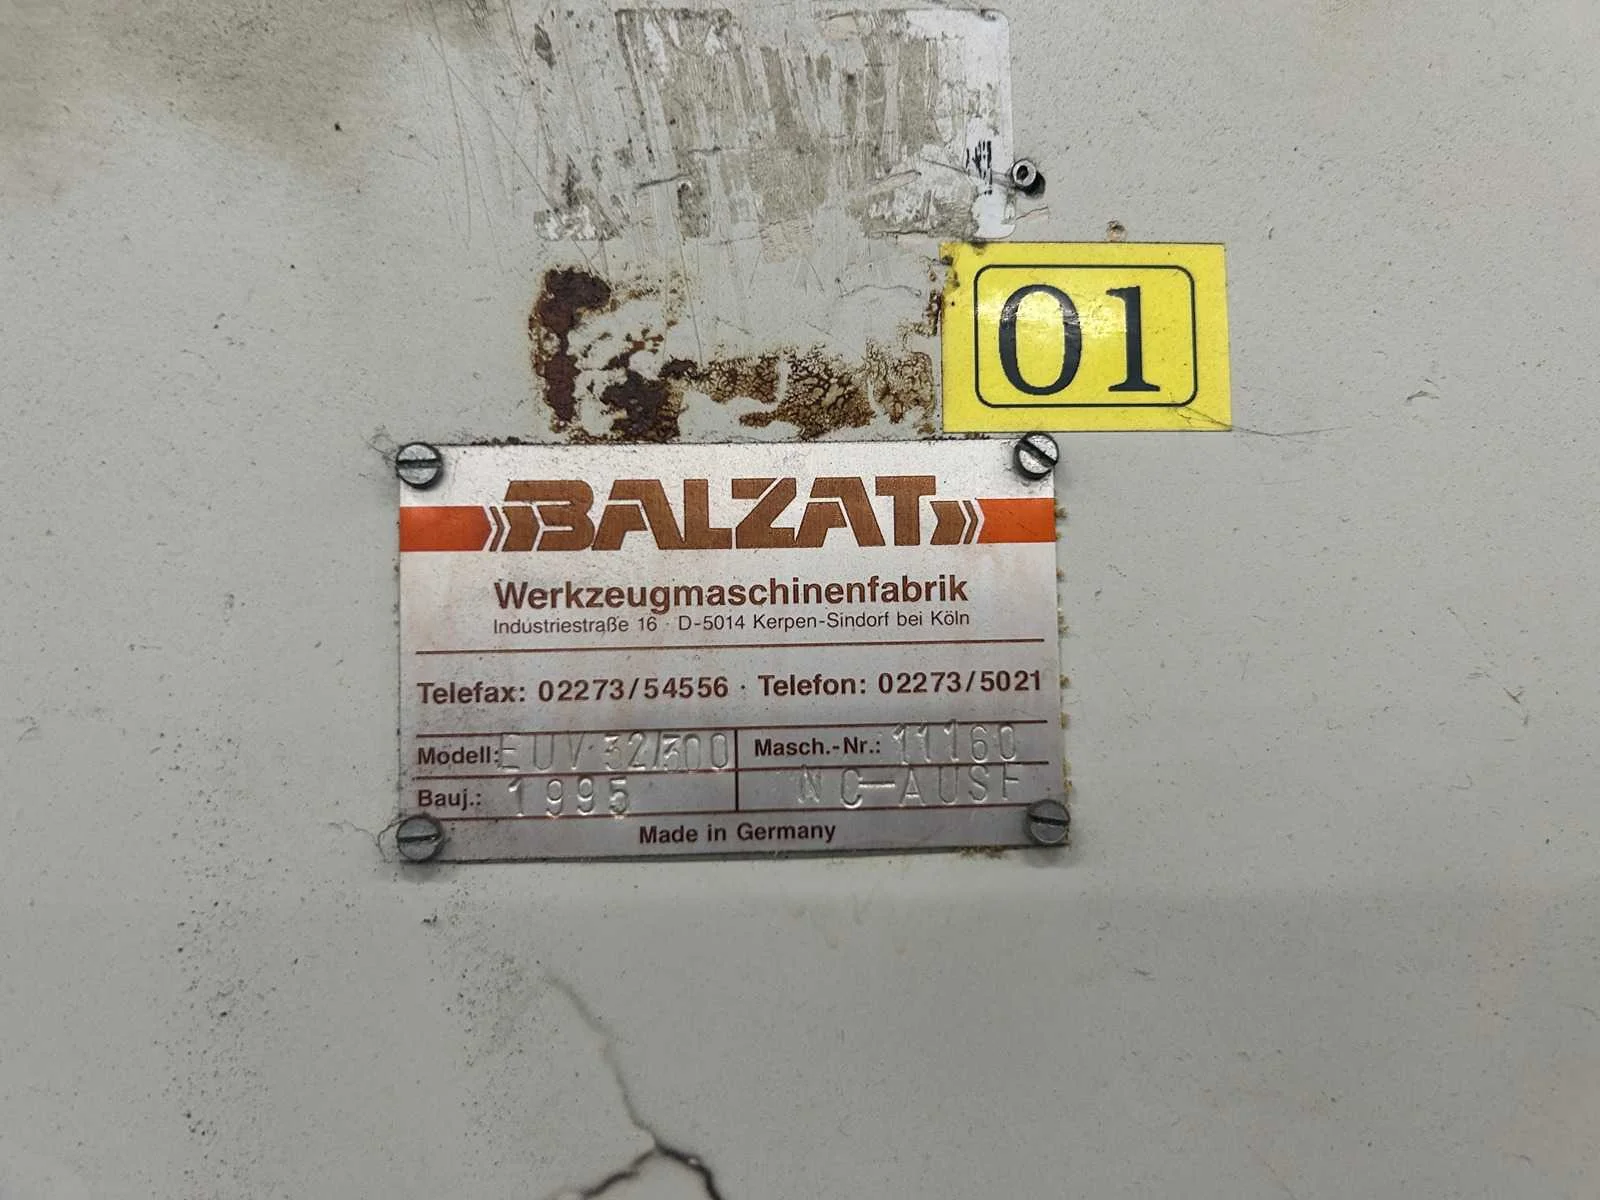 01
BALZAT
Werkzeugmaschinenfabrik
Industriestraße 16 · D-5014 Kerpen-Sindorf bei Köln
Telefax: 02273/54556 · Telefon: 02273/5021
Modell: EUV 32/300 Masch.-Nr.: 11160
Bauj.: 1995 NC-AUSF
Made in Germany